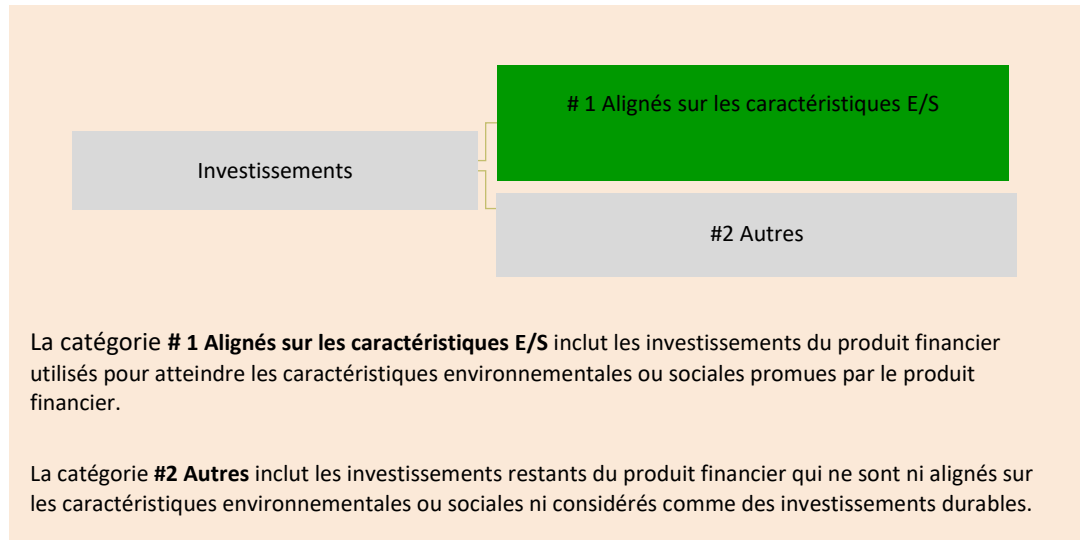 # 1 Alignés sur les caractéristiques E/S
Investissements
#2 Autres
La catégorie # 1 Alignés sur les caractéristiques E/S inclut les investissements du produit financier
utilisés pour atteindre les caractéristiques environnementales ou sociales promues par le produit
financier.
La catégorie #2 Autres inclut les investissements restants du produit financier qui ne sont ni alignés sur
les caractéristiques environnementales ou sociales ni considérés comme des investissements durables.